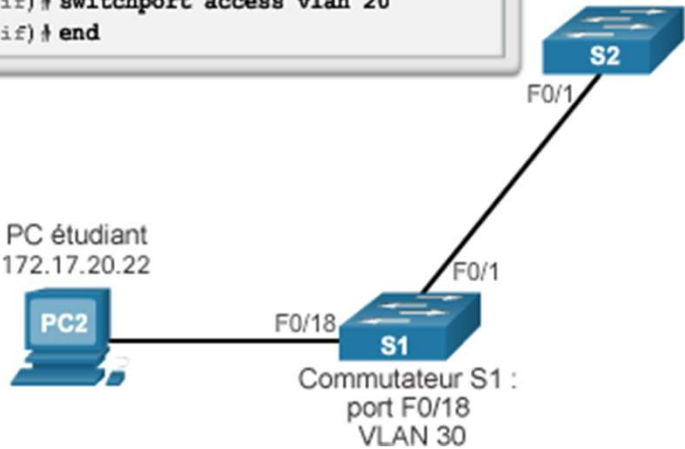 if)# switchport access vlan 20
if)# end
S2
F0/1
PC étudiant
172.17.20.22
F0/1
PC2
F0/18
S1
Commutateur S1 :
port F0/18
VLAN 30